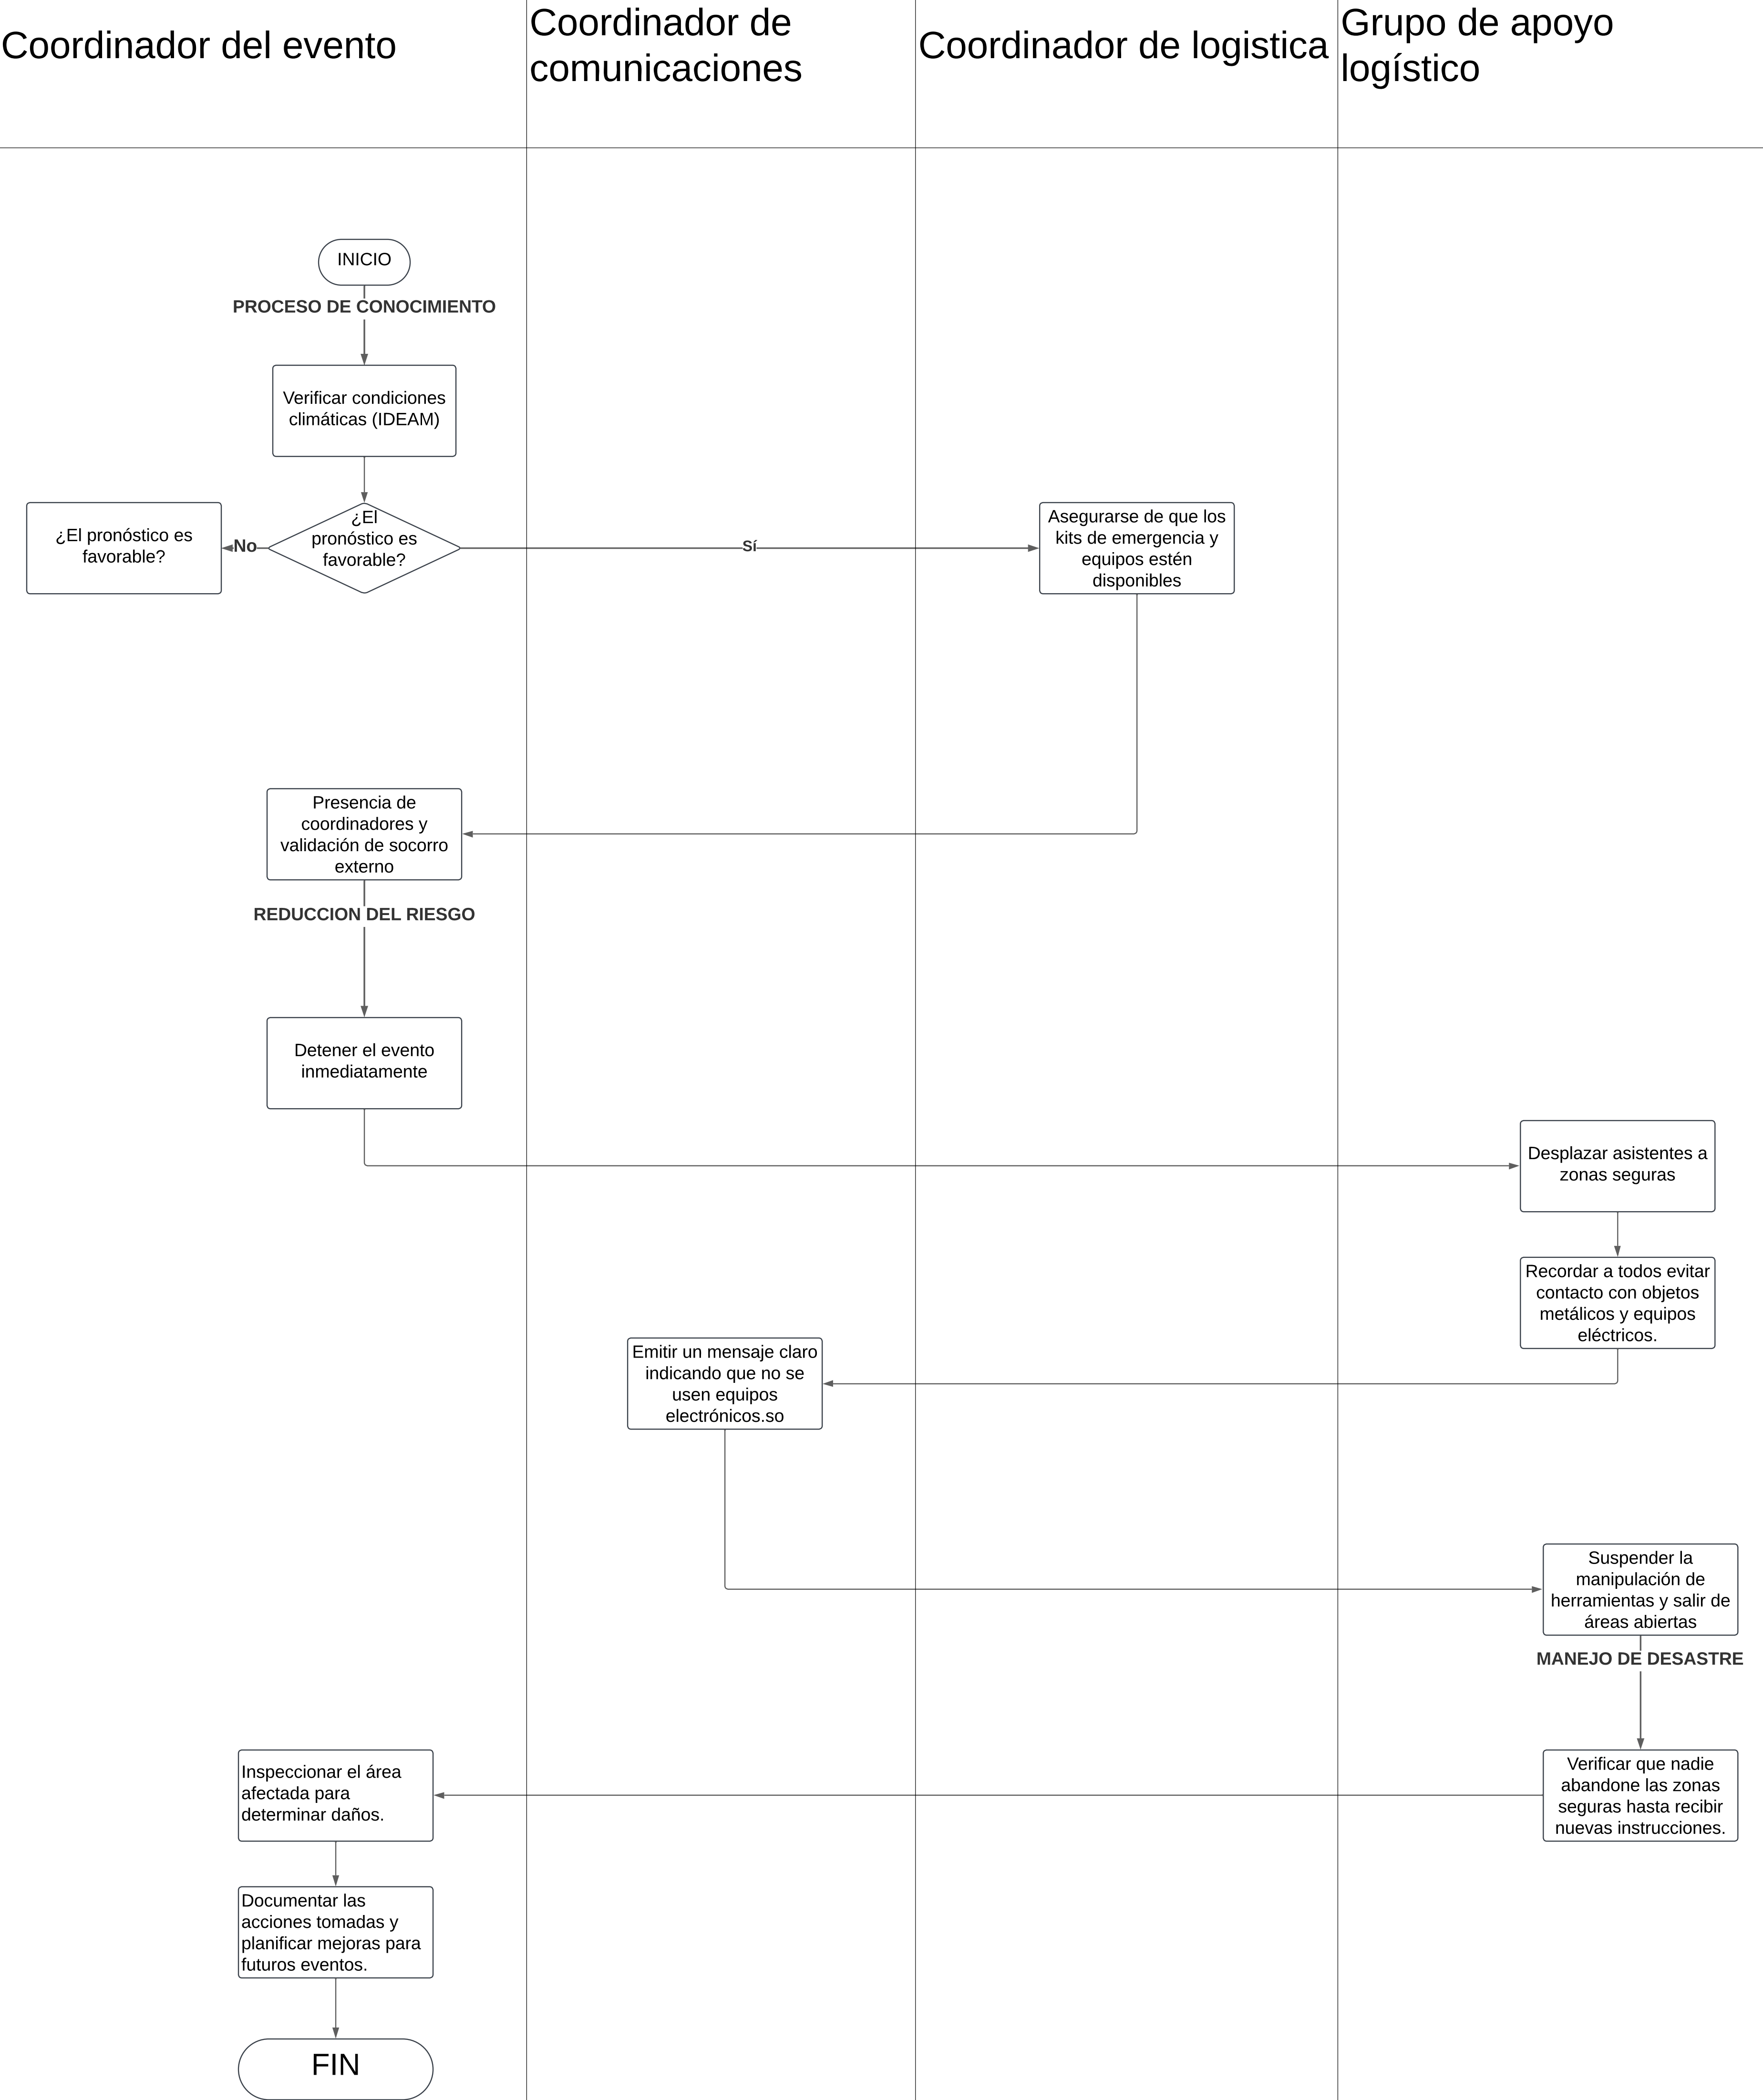 Coordinador del evento
Coordinador de
comunicaciones
Coordinador de logistica
Grupo de apoyo
logístico
INICIO
PROCESO DE CONOCIMIENTO
Verificar condiciones
climáticas (IDEAM)
¿El pronóstico es
favorable?
No
¿El
pronóstico es
favorable?
Sí
Asegurarse de que los
kits de emergencia y
equipos estén
disponibles
Presencia de
coordinadores y
validación de socorro
externo
REDUCCION DEL RIESGO
Detener el evento
inmediatamente
Desplazar asistentes a
zonas seguras
Recordar a todos evitar
contacto con objetos
metálicos y equipos
eléctricos.
Emitir un mensaje claro
indicando que no se
usen equipos
electrónicos.so
Suspender la
manipulación de
herramientas y salir de
áreas abiertas
MANEJO DE DESASTRE
Verificar que nadie
abandone las zonas
seguras hasta recibir
nuevas instrucciones.
Inspeccionar el área
afectada para
determinar daños.
Documentar las
acciones tomadas y
planificar mejoras para
futuros eventos.
FIN